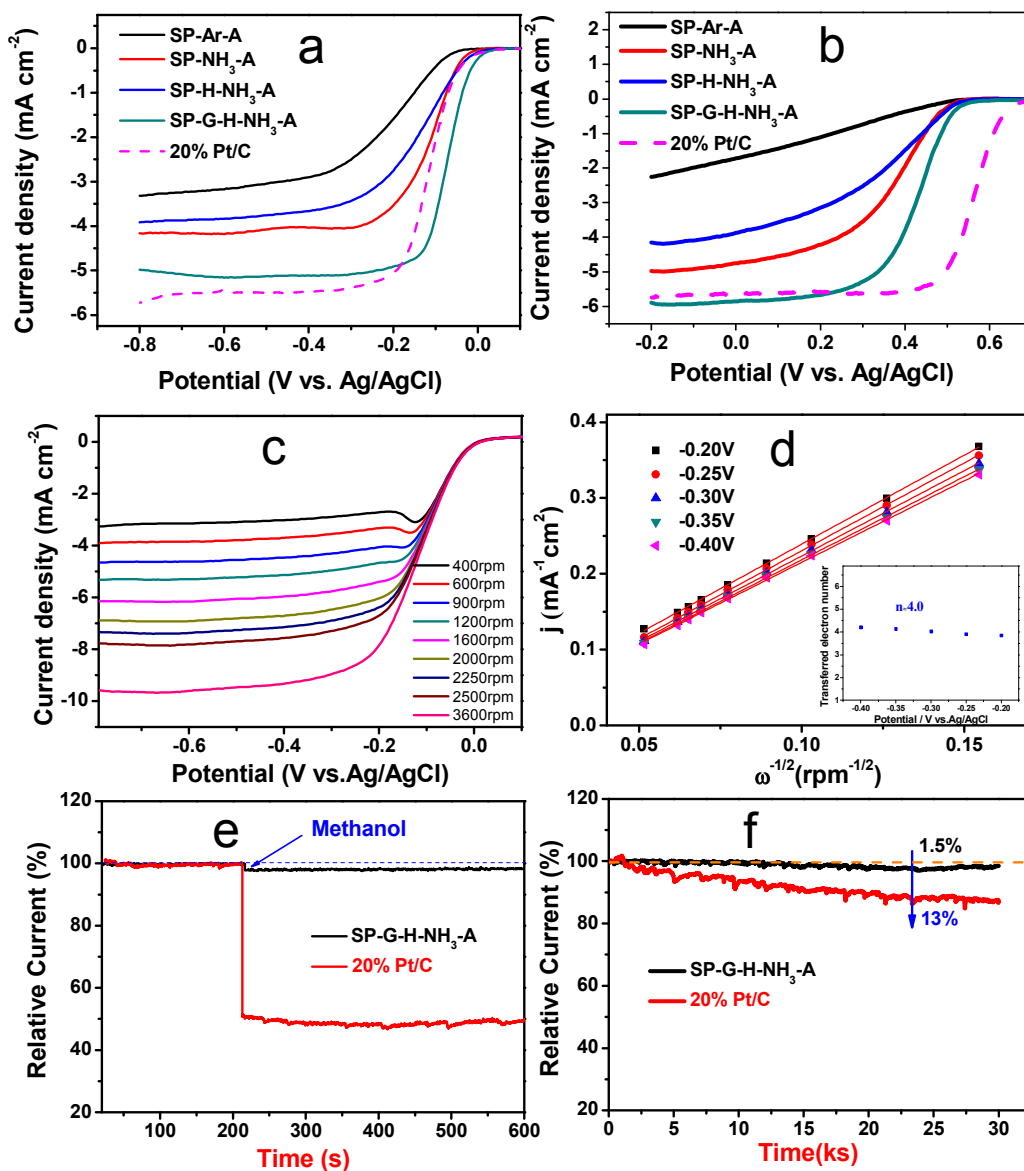 a
SP-Ar-A
SP-NH3-A
SP-H-NH3-A
SP-G-H-NH3-A
20% Pt/C
0
-1
-2
-3
-4
-5
-6
Current density (mA cm-2)
-0.8
-0.6
-0.4
-0.2
0.0
Potential (V vs. Ag/AgCl)
b
SP-Ar-A
SP-NH3-A
SP-H-NH3-A
SP-G-H-NH3-A
20% Pt/C
2
1
0
-1
-2
-3
-4
-5
-6
Current density (mA cm-2)
-0.2
0.0
0.2
0.4
0.6
Potential (V vs. Ag/AgCl)
c
0
-2
-4
-6
-8
-10
Current density (mA cm-2)
400rpm
600rpm
900rpm
1200rpm
1600rpm
2000rpm
2250rpm
2500rpm
3600rpm
-0.6
-0.4
-0.2
0.0
Potential (V vs.Ag/AgCl)
d
-0.20V
-0.25V
-0.30V
-0.35V
-0.40V
0.4
0.3
0.2
0.1
0.0
j (mA-1 cm2)
0.05
0.10
0.15
ω-1/2(rpm-1/2)
n-4.0
6
5
4
3
2
1
Transferred electron number
-0.40
-0.35
-0.30
-0.25
-0.20
Potential / V vs.Ag/AgCl
e
Methanol
SP-G-H-NH3-A
20% Pt/C
120
100
80
60
40
20
Relative Current (%)
100
200
300
400
500
600
Time (s)
f
1.5%
13%
SP-G-H-NH3-A
20% Pt/C
120
100
80
60
40
20
Relative Current (%)
0
5
10
15
20
25
30
Time(ks)